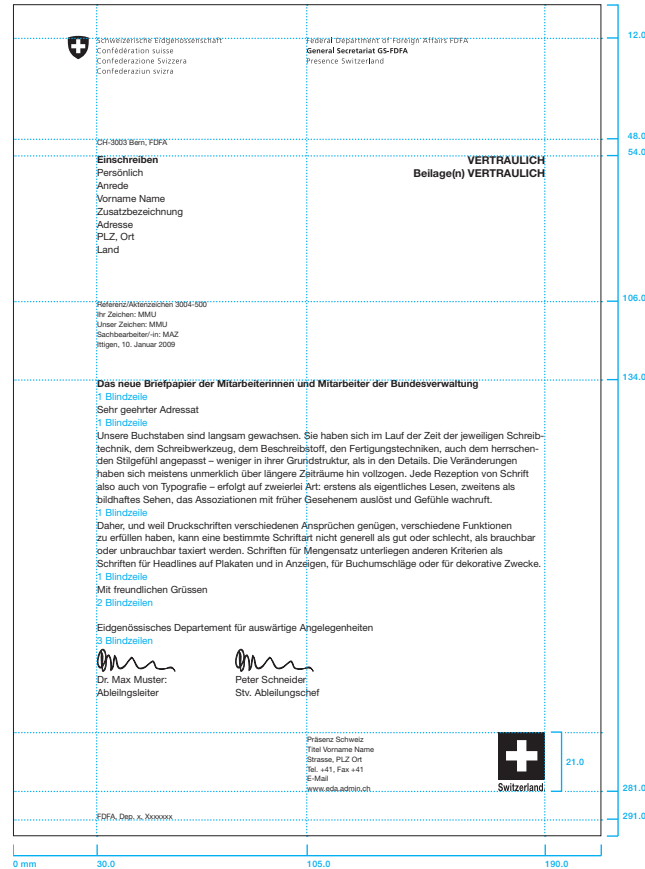 Schweizerische Eidgenossenschaft
Confédération suisse
Confederazione Svizzera
Confederaziun svizra
Federal Department of Foreign Affairs FDFA
General Secretariat GS-FDFA
Presence Switzerland
12.0
48.0
CH-3003 Bern, FDFA
54.0
Einschreiben
Persönlich
Anrede
Vorname Name
Zusatzbezeichnung
Adresse
PLZ, Ort
Land
VERTRAULICH
Beilage(n) VERTRAULICH
106.0
Referenz/Aktenzeichen 3004-500
Ihr Zeichen: MMU
Unser Zeichen: MMU
Sachbearbeiter/-in: MAZ
Ittigen, 10. Januar 2009
134.0
Das neue Briefpapier der Mitarbeiterinnen und Mitarbeiter der Bundesverwaltung
1 Blindzeile
Sehr geehrter Adressat
1 Blindzeile
Unsere Buchstaben sind langsam gewachsen. Sie haben sich im Lauf der Zeit der jeweiligen Schreib-
technik, dem Schreibwerkzeug, dem Beschreibstoff, den Fertigungstechniken, auch dem herrschen-
den Stilgefühl angepasst – weniger in ihrer Grundstruktur, als in den Details. Die Veränderungen
haben sich meistens unmerklich über längere Zeiträume hin vollzogen. Jede Rezeption von Schrift
also auch von Typografie – erfolgt auf zweierlei Art: erstens als eigentliches Lesen, zweitens als
bildhaftes Sehen, das Assoziationen mit früher Gesehenem auslöst und Gefühle wachruft.
1 Blindzeile
Daher, und weil Druckschriften verschiedenen Ansprüchen genügen, verschiedene Funktionen
zu erfüllen haben, kann eine bestimmte Schriftart nicht generell als gut oder schlecht, als brauchbar
oder unbrauchbar taxiert werden. Schriften für Mengensatz unterliegen anderen Kriterien als
Schriften für Headlines auf Plakaten und in Anzeigen, für Buchumschläge oder für dekorative Zwecke.
1 Blindzeile
Mit freundlichen Grüssen
2 Blindzeilen
Eidgenössisches Departement für auswärtige Angelegenheiten
3 Blindzeilen
Dr. Max Muster:
Ableilngsleiter
Peter Schneider
Stv. Ableilungschef
Präsenz Schweiz
Titel Vorname Name
Strasse, PLZ Ort
Tel. +41, Fax +41
E-Mail
www.eda.admin.ch
Switzerland.
21.0
281.0
FDFA, Dep. x, Xxxxxxx
291.0
0 mm
30.0
105.0
190.0